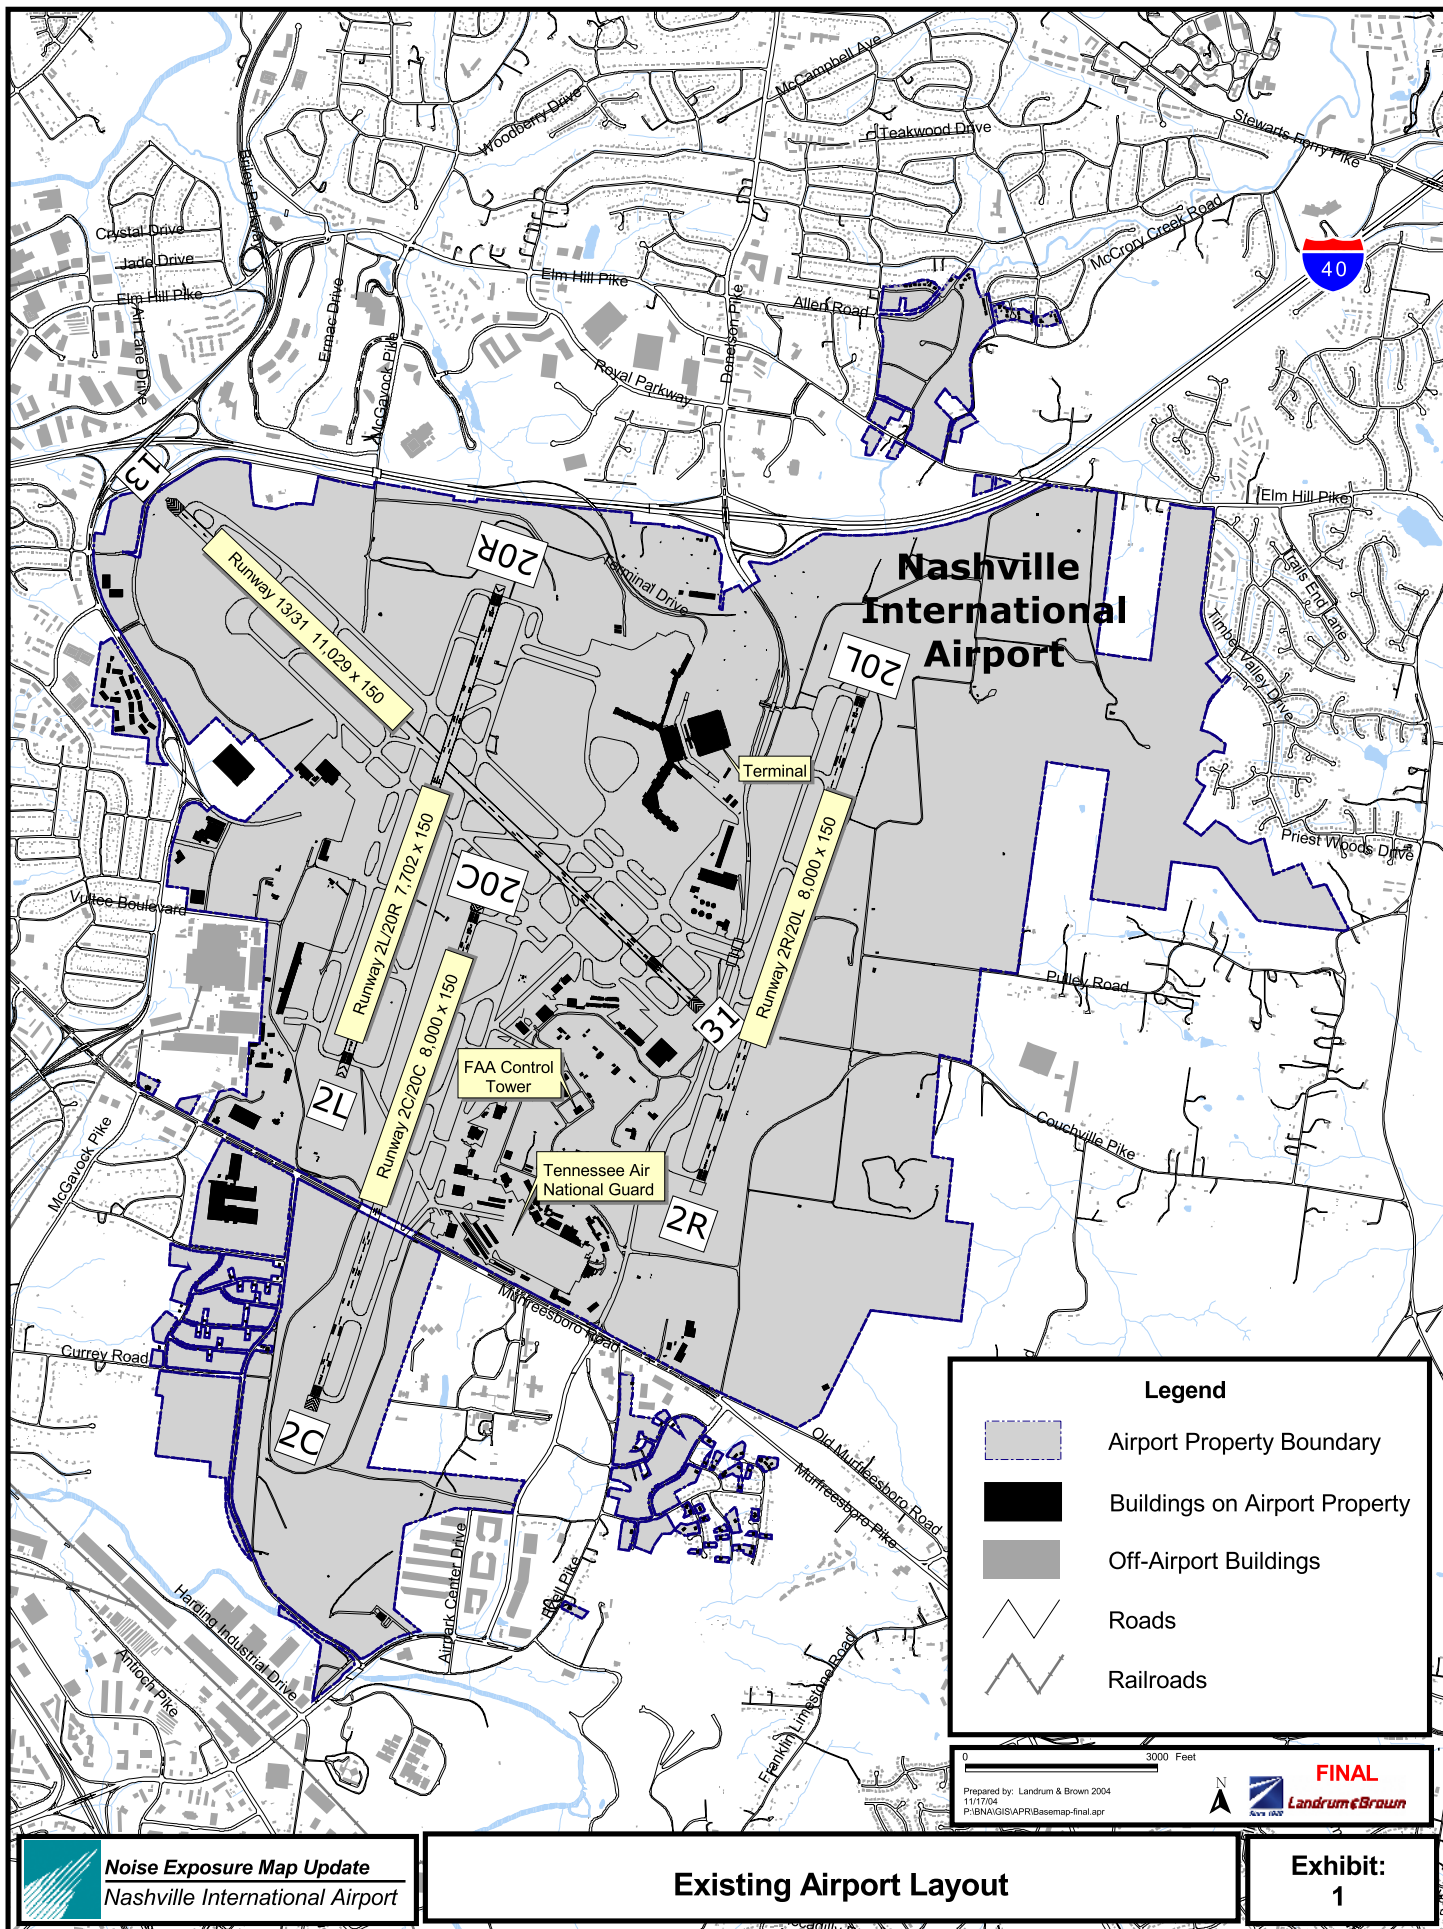 McCampbell Ave
Woodberry Drive
Teakwood Drive
Stewarts Ferry Pike
Briley Parkway
Crystal Drive
Jade Drive
Elm Hill Pike
Air Lane Drive
Ermac Drive
McGavock Pike
Elm Hill Pike
Royal Parkway
Donelson Pike
Allen Road
McCrory Creek Road
40
Elm Hill Pike
13
Runway 13/31 11,029 x 150
20R
Terminal Drive
Nashville
International
Airport
20L
Trails End Lane
Timber Valley Drive
Priest Woods Drive
Terminal
Runway 2L/20R 7,702 x 150
20C
Runway 2R/20L 8,000 x 150
Vultee Boulevard
Runway 2C/20C 8,000 x 150
Pulley Road
31
FAA Control
Tower
2L
McGavock Pike
Couchville Pike
Tennessee Air
National Guard
2R
Murfreesboro Road
Currey Road
2C
Old Murfreesboro Road
Murfreesboro Pike
Airpark Center Drive
Ezell Pike
Harding Industrial Drive
Antioch Pike
Franklin Limestone Road
Legend
Airport Property Boundary
Buildings on Airport Property
Off-Airport Buildings
Roads
Railroads
0 3000 Feet
Prepared by: Landrum & Brown 2004
11/17/04
P:\BNA\GIS\APR\Basemap-final.apr
N
FINAL
Landrum & Brown
Noise Exposure Map Update
Nashville International Airport
Existing Airport Layout
Exhibit:
1